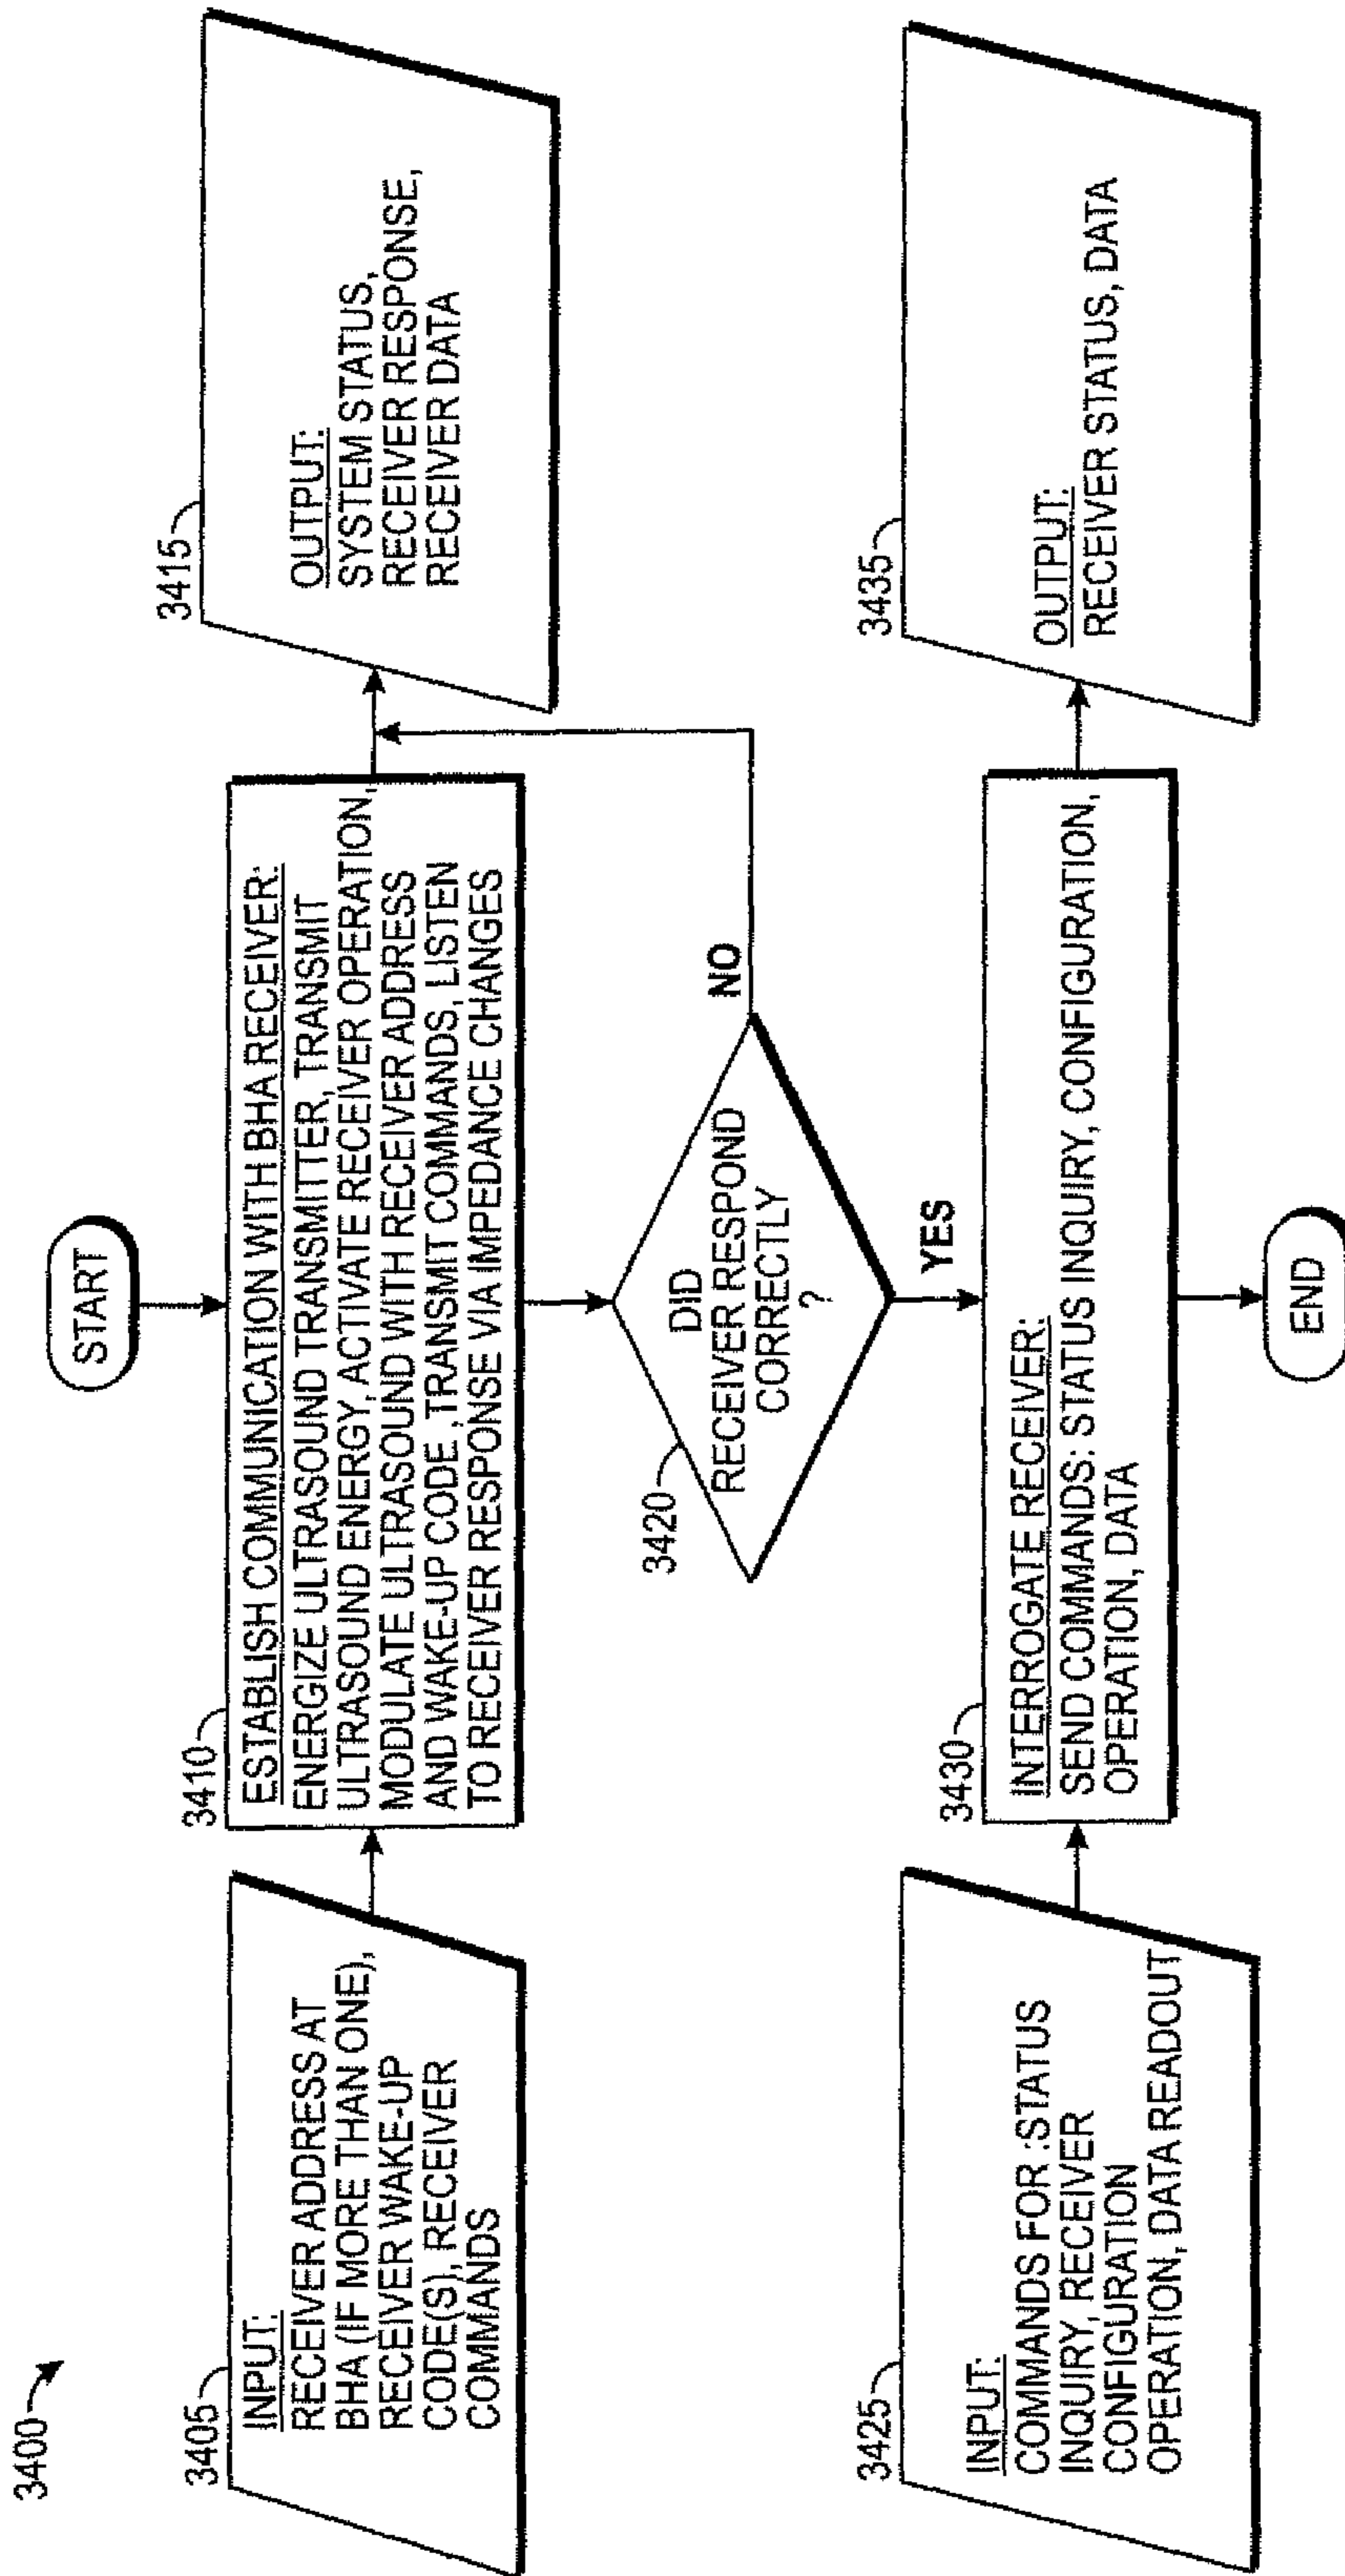 3400
START
3405
INPUT:
RECEIVER ADDRESS AT
BHA (IF MORE THAN ONE),
RECEIVER WAKE-UP
CODE(S), RECEIVER
COMMANDS
3410
ESTABLISH COMMUNICATION WITH BHA RECEIVER:
ENERGIZE ULTRASOUND TRANSMITTER, TRANSMIT
ULTRASOUND ENERGY, ACTIVATE RECEIVER OPERATION,
MODULATE ULTRASOUND WITH RECEIVER ADDRESS
AND WAKE-UP CODE ,TRANSMIT COMMANDS, LISTEN
TO RECEIVER RESPONSE VIA IMPEDANCE CHANGES
3415
OUTPUT:
SYSTEM STATUS,
RECEIVER RESPONSE,
RECEIVER DATA
3420
DID
RECEIVER RESPOND
CORRECTLY
?
NO
YES
3425
INPUT:
COMMANDS FOR :STATUS
INQUIRY, RECEIVER
CONFIGURATION
OPERATION, DATA READOUT
3430
INTERROGATE RECEIVER:
SEND COMMANDS: STATUS INQUIRY, CONFIGURATION,
OPERATION, DATA
3435
OUTPUT:
RECEIVER STATUS, DATA
END